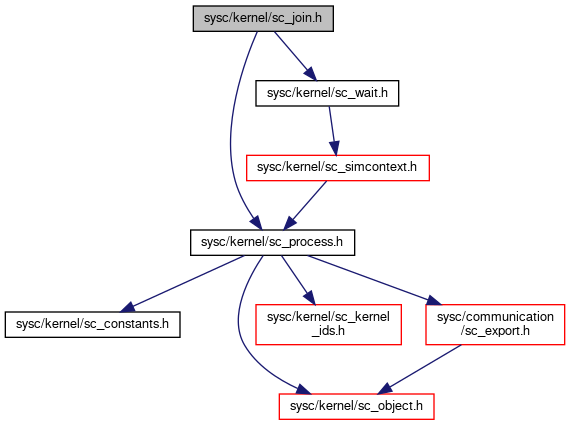 sysc/kernel/sc_join.h
sysc/kernel/sc_wait.h
sysc/kernel/sc_simcontext.h
sysc/kernel/sc_process.h
sysc/kernel/sc_constants.h
sysc/kernel/sc_kernel
_ids.h
sysc/communication
/sc_export.h
sysc/kernel/sc_object.h